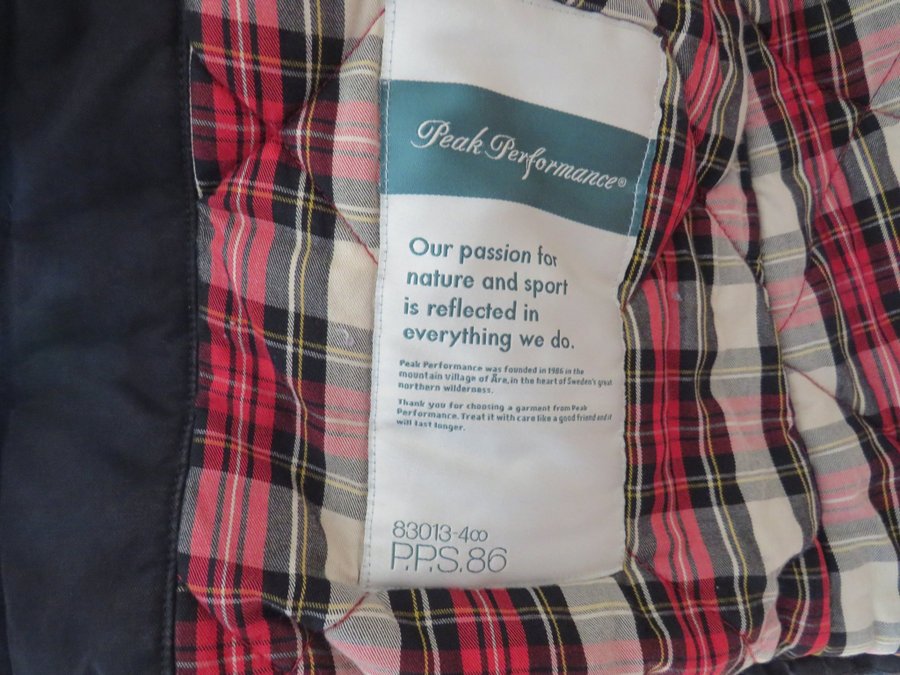 Peak Performance®
Our passion for
nature and sport
is reflected in
everything we do.
Peak Performance was founded in 1986 in the
mountain village of Åre, in the heart of Sweden's great
northern wilderness.
Thank you for choosing a garment from Peak
Performance. Treat it with care like a good friend and it
will last longer.
83013-400
P.P.S.86